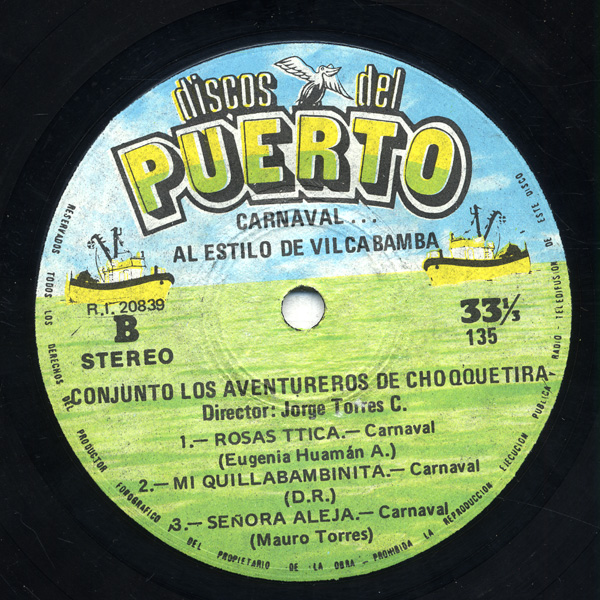 discos del
PUERTO
CARNAVAL...
AL ESTILO DE VILCABAMBA
R.I. 20839
B
STEREO
33⅓
135
CONJUNTO LOS AVENTUREROS DE CHOQQUETIRA
Director: Jorge Torres C.
1.— ROSAS TTICA.— Carnaval
(Eugenia Huamán A.)
2.— MI QUILLABAMBINITA.— Carnaval
(D.R.)
3.— SEÑORA ALEJA.— Carnaval
(Mauro Torres)
RESERVADOS TODOS LOS DERECHOS DEL PRODUCTOR FONOGRAFICO Y DEL PROPIETARIO DE LA OBRA - PROHIBIDA LA REPRODUCCION EJECUCION PUBLICA Y RADIO - TELEDIFUSION DE ESTE DISCO